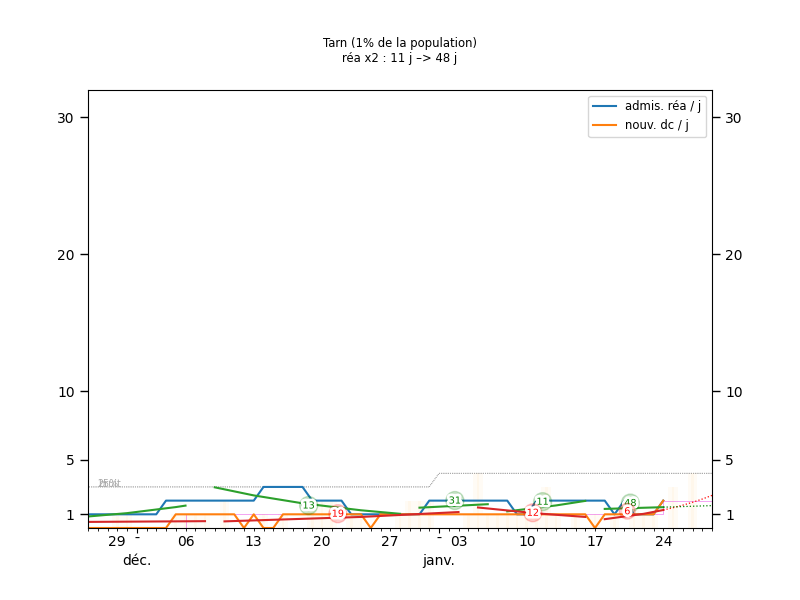 Tarn (1% de la population)
réa x2 : 11 j –> 48 j
admis. réa / j
nouv. dc / j
30
30
20
20
10
10
5
5
1
1
13
19
31
12
11
48
6
29 - 06 13 20 27 - 03 10 17 24
déc. janv.